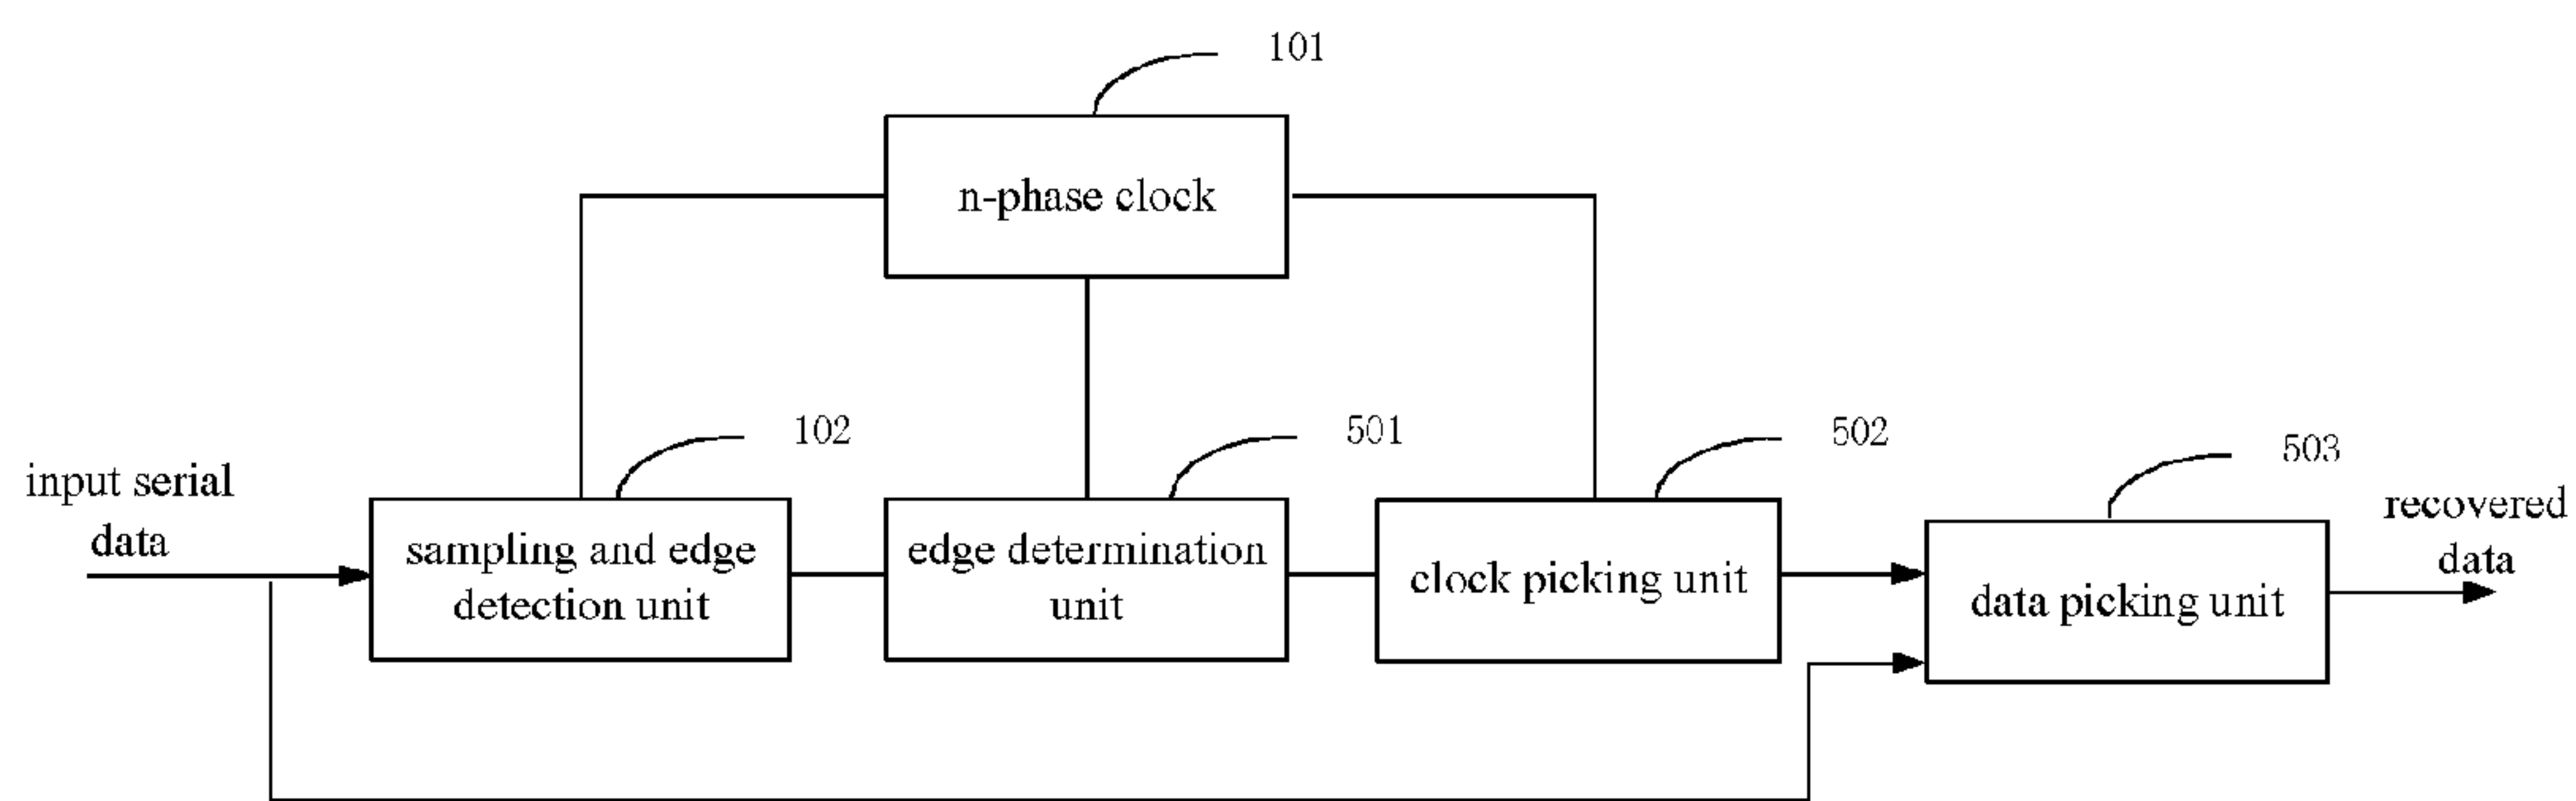 101
n-phase clock
102
501
502
503
input serial
data
sampling and edge
detection unit
edge determination
unit
clock picking unit
data picking unit
recovered
data